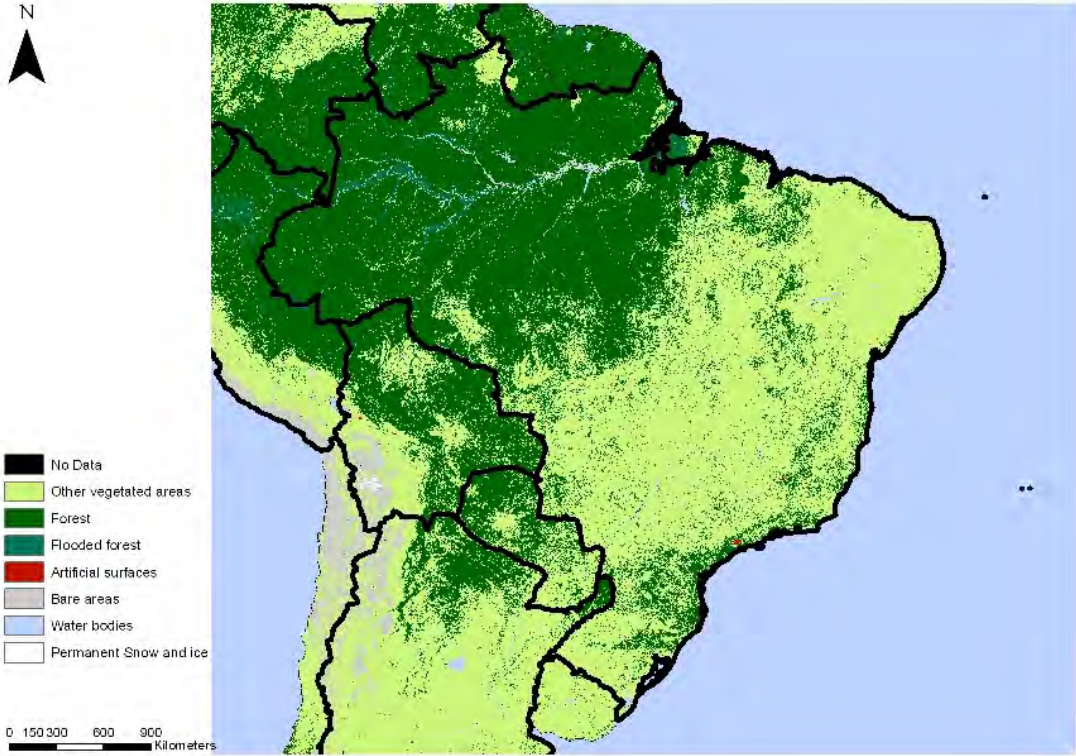 N
No Data
Other vegetated areas
Forest
Flooded forest
Artificial surfaces
Bare areas
Water bodies
Permanent Snow and ice
0 150 300 600 900
Kilometers